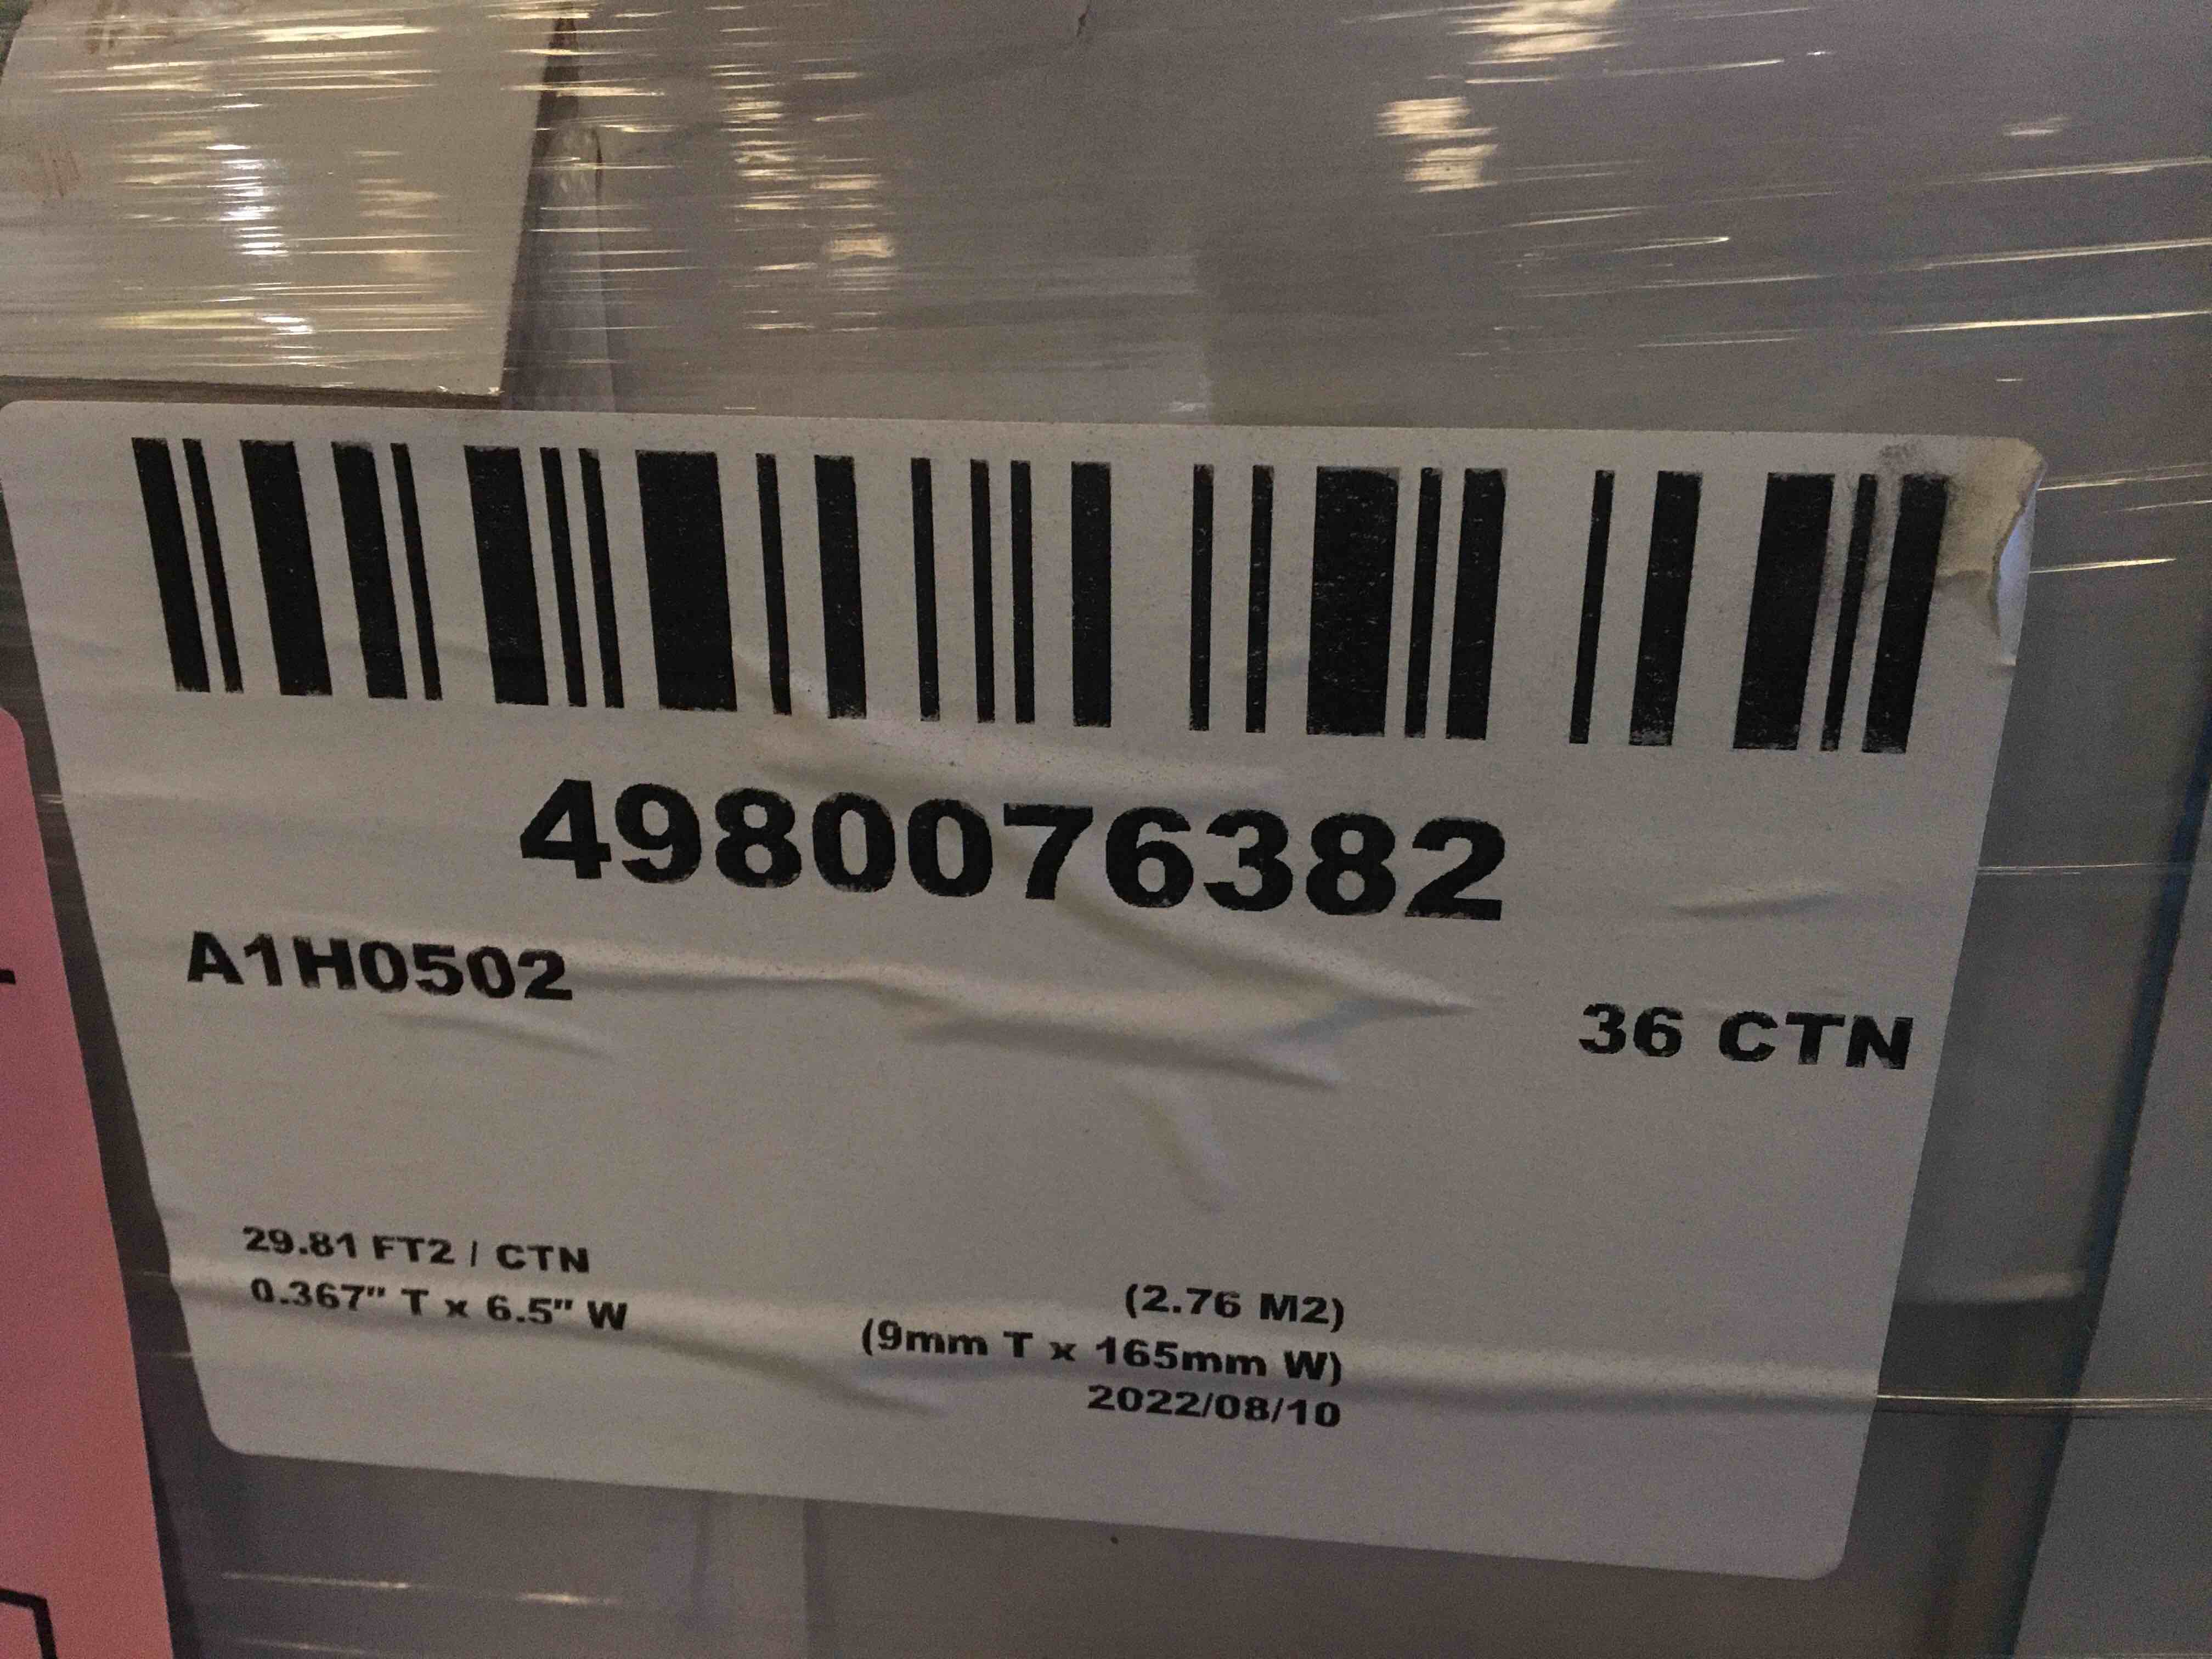 4980076382
A1H0502
36 CTN
29.81 FT2 / CTN
0.367" T x 6.5" W
(2.76 M2)
(9mm T x 165mm W)
2022/08/10